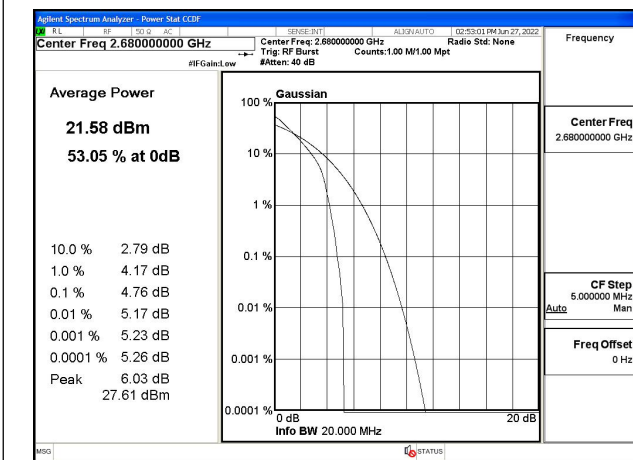 Agilent Spectrum Analyzer - Power Stat CCDF
LXI RL RF 50 Ω AC SENSE:INT ALIGN AUTO 02:53:01 PM Jun 27, 2022
Center Freq 2.680000000 GHz
Center Freq: 2.680000000 GHz Radio Std: None
Trig: RF Burst Counts:1.00 M/1.00 Mpt
#IFGain:Low #Atten: 40 dB
Frequency
Average Power
21.58 dBm
53.05 % at 0dB
10.0 % 2.79 dB
1.0 % 4.17 dB
0.1 % 4.76 dB
0.01 % 5.17 dB
0.001 % 5.23 dB
0.0001 % 5.26 dB
Peak 6.03 dB
27.61 dBm
Gaussian
100 %
10 %
1 %
0.1 %
0.01 %
0.001 %
0.0001 %
0 dB 20 dB
Info BW 20.000 MHz
Center Freq
2.680000000 GHz
CF Step
5.000000 MHz
Auto Man
Freq Offset
0 Hz
MSG STATUS